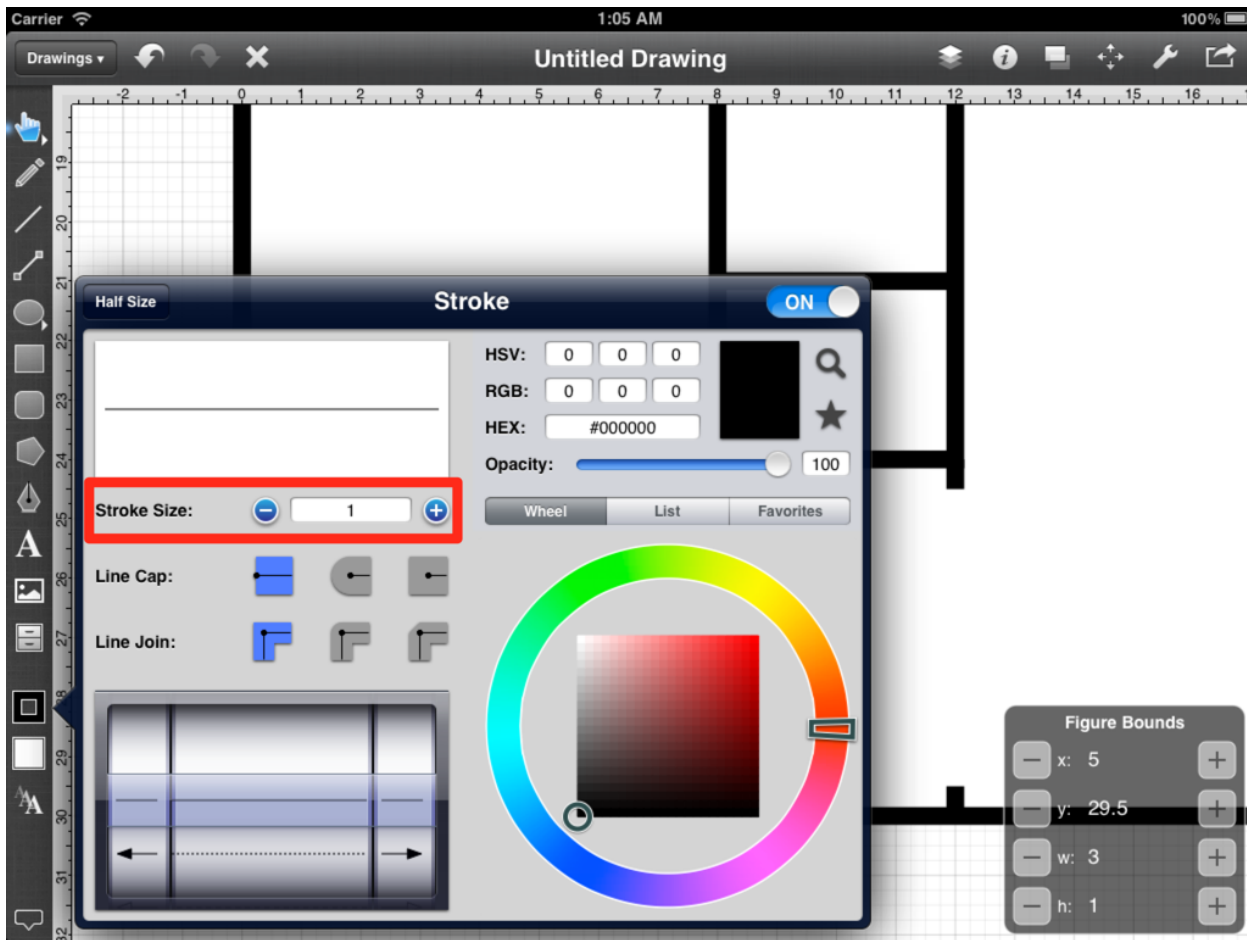 Carrier 1:05 AM 100%
Drawings ▾ Untitled Drawing
-2 -1 0 1 2 3 4 5 6 7 8 9 10 11 12 13 14 15 16
19
20
21
22
23
24
25
26
27
28
29
30
31
32
A
AA
Half Size Stroke ON
HSV: 0 0 0
RGB: 0 0 0
HEX: #000000
Opacity: 100
Stroke Size: 1
Wheel List Favorites
Line Cap:
Line Join:
Figure Bounds
x: 5
y: 29.5
w: 3
h: 1